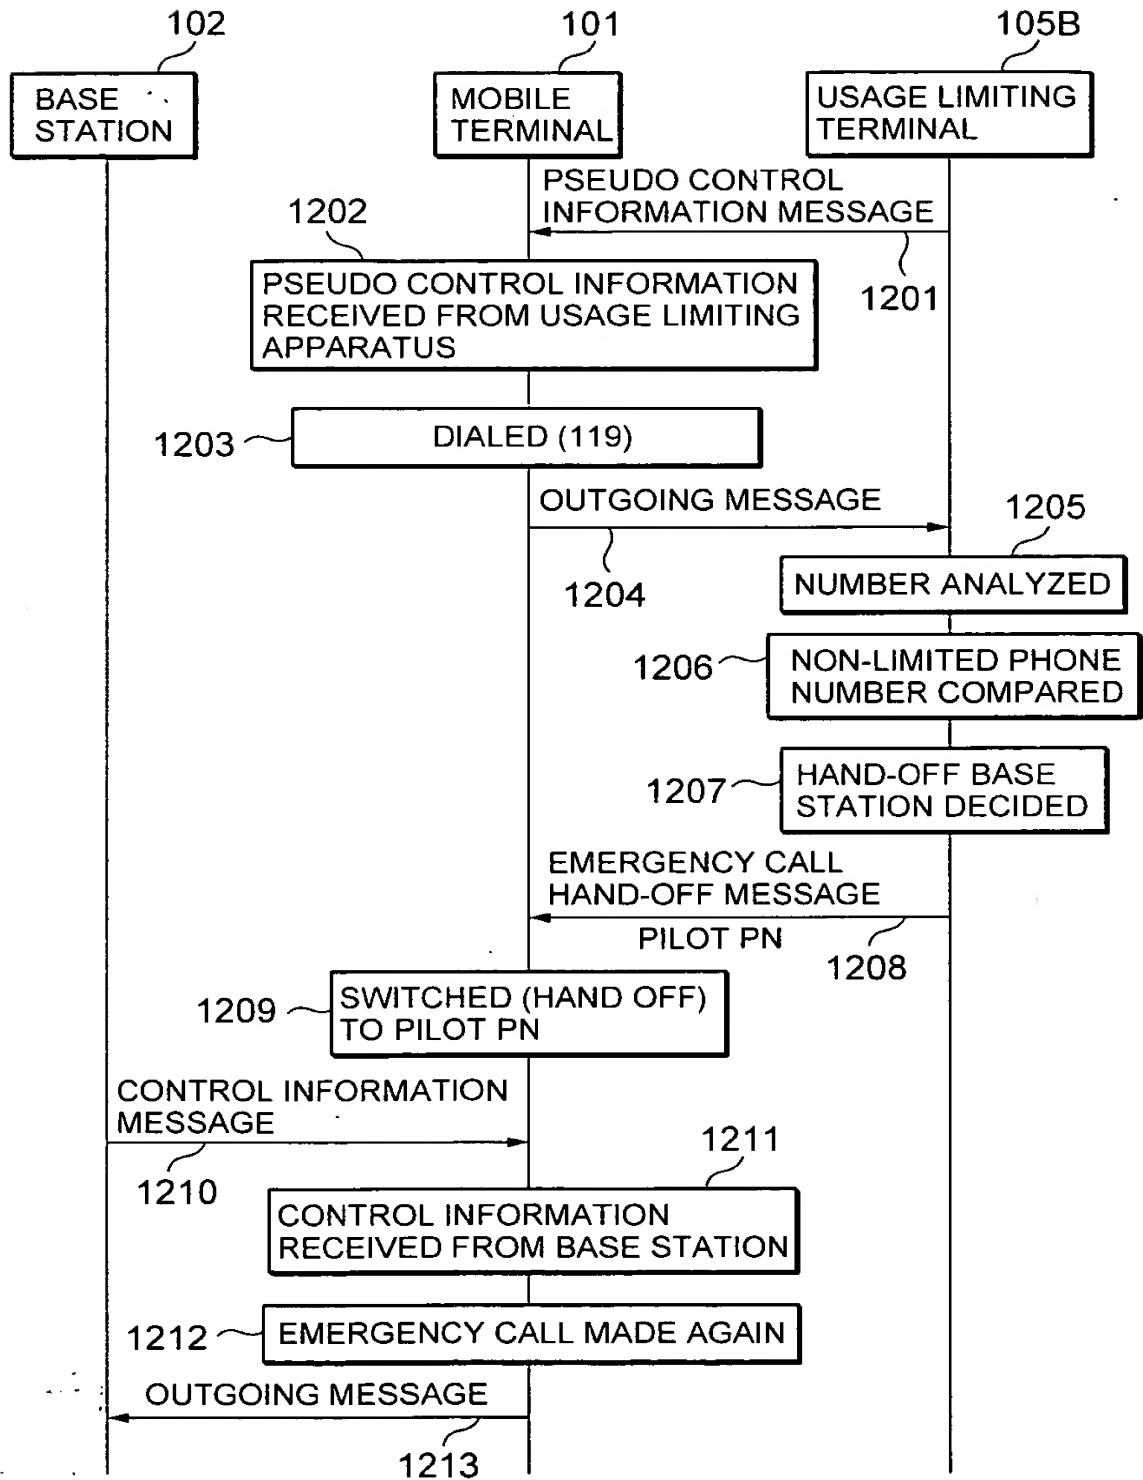 102
101
105B
BASE
STATION
MOBILE
TERMINAL
USAGE LIMITING
TERMINAL
PSEUDO CONTROL
INFORMATION MESSAGE
1201
1202
PSEUDO CONTROL INFORMATION
RECEIVED FROM USAGE LIMITING
APPARATUS
1203
DIALED (119)
OUTGOING MESSAGE
1204
1205
NUMBER ANALYZED
1206
NON-LIMITED PHONE
NUMBER COMPARED
1207
HAND-OFF BASE
STATION DECIDED
EMERGENCY CALL
HAND-OFF MESSAGE
PILOT PN
1208
1209
SWITCHED (HAND OFF)
TO PILOT PN
CONTROL INFORMATION
MESSAGE
1210
1211
CONTROL INFORMATION
RECEIVED FROM BASE STATION
1212
EMERGENCY CALL MADE AGAIN
OUTGOING MESSAGE
1213